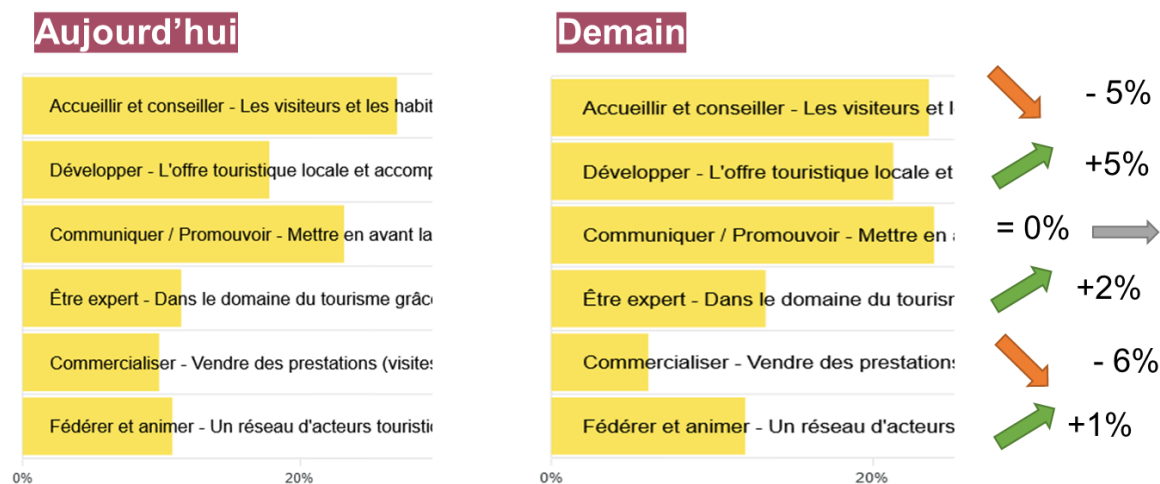 Aujourd'hui
Accueillir et conseiller - Les visiteurs et les habit
Développer - L'offre touristique locale et accomp
Communiquer / Promouvoir - Mettre en avant la
Être expert - Dans le domaine du tourisme grâc
Commercialiser - Vendre des prestations (visites
Fédérer et animer - Un réseau d'acteurs touristi
0% 20%
Demain
Accueillir et conseiller - Les visiteurs et l
Développer - L'offre touristique locale et
Communiquer / Promouvoir - Mettre en
Être expert - Dans le domaine du touris
Commercialiser - Vendre des prestations
Fédérer et animer - Un réseau d'acteurs
0% 20%
- 5%
+5%
= 0%
+2%
- 6%
+1%